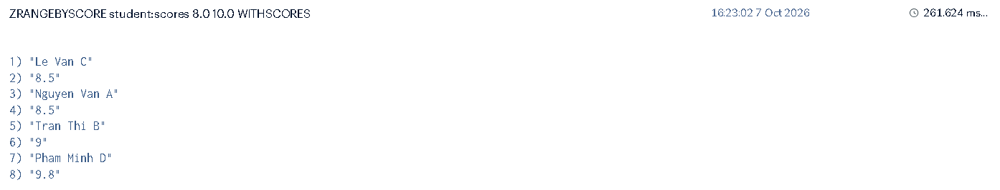 ZRANGEBYSCORE student:scores 8.0 10.0 WITHSCORES 16:23:02 7 Oct 2026 261.624 ms...
1) "Le Van C"
2) "8.5"
3) "Nguyen Van A"
4) "8.5"
5) "Tran Thi B"
6) "9"
7) "Pham Minh D"
8) "9.8"